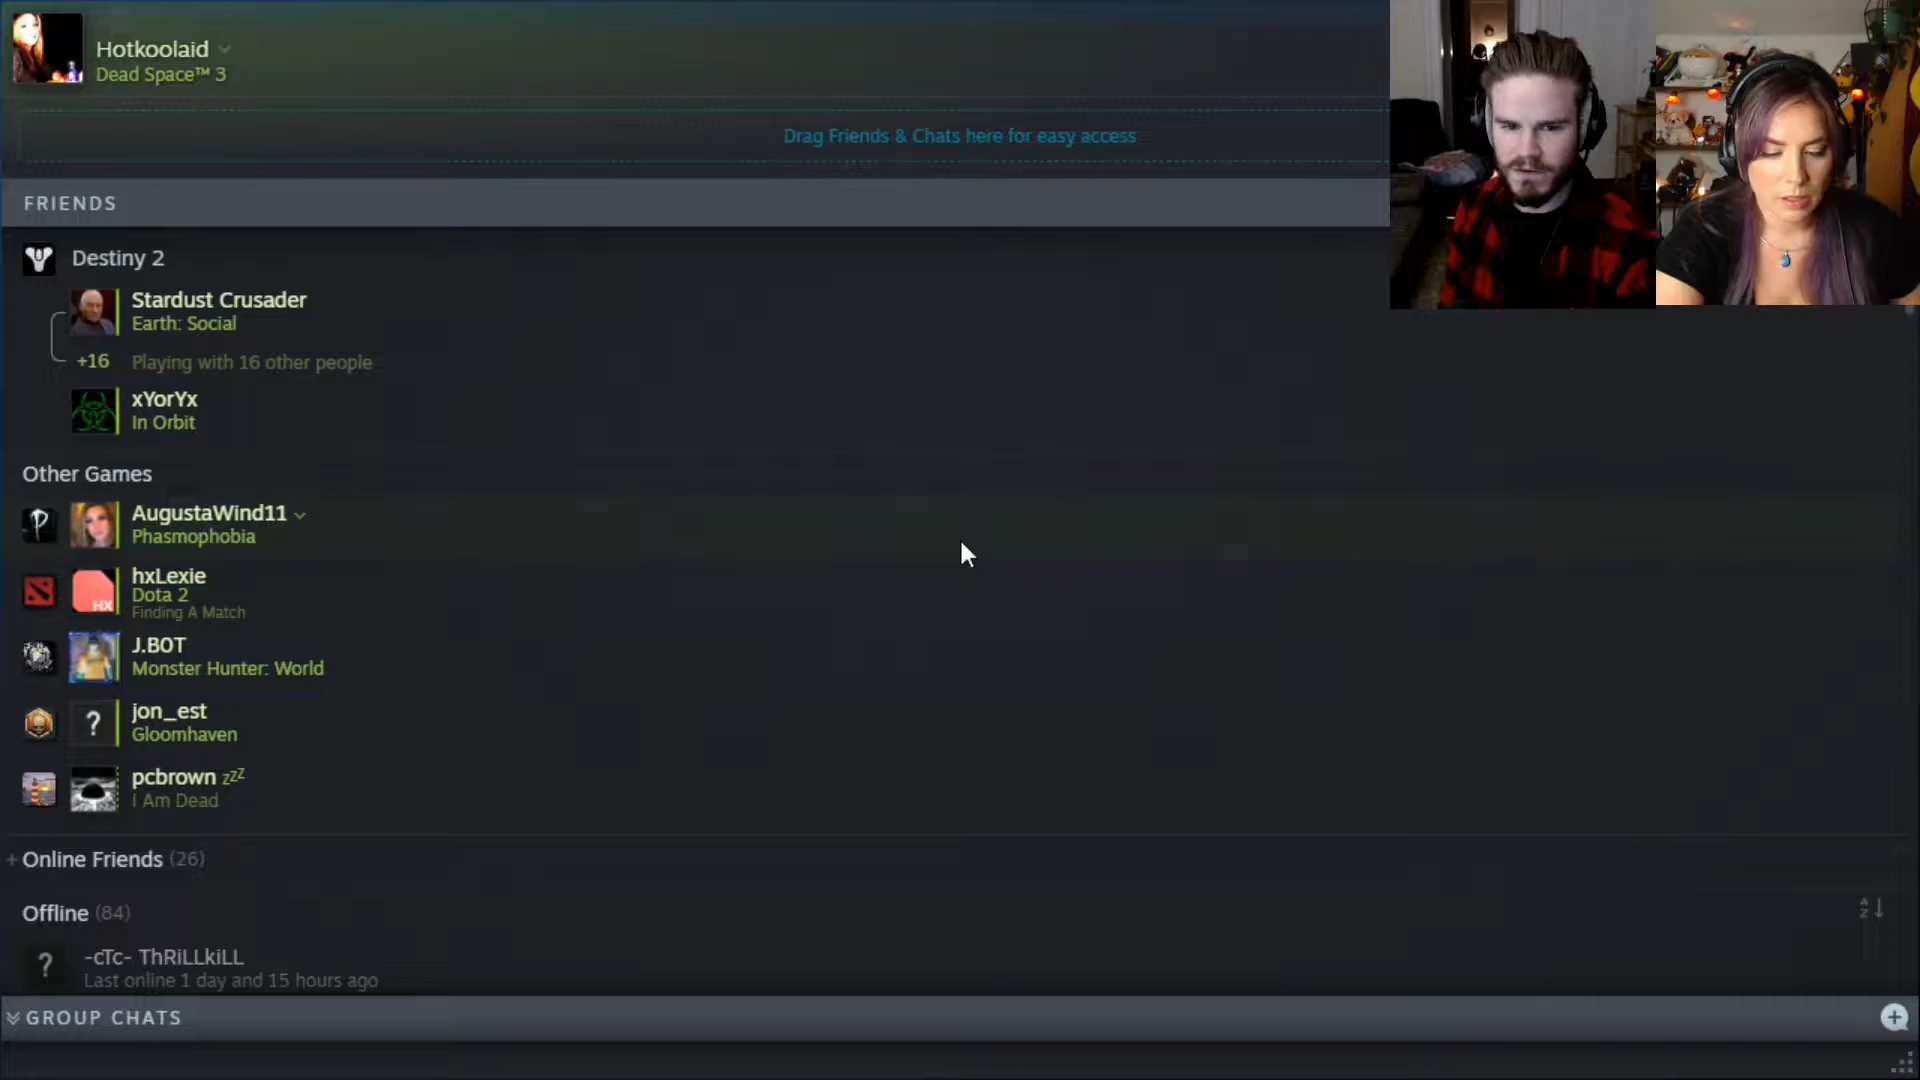 Hotkoolaid
Dead Space™ 3
Drag Friends & Chats here for easy access
FRIENDS
Destiny 2
Stardust Crusader
Earth: Social
+16 Playing with 16 other people
xYorYx
In Orbit
Other Games
AugustaWind11
Phasmophobia
hxLexie
Dota 2
Finding A Match
HX
J.B0T
Monster Hunter: World
jon_est
?
Gloomhaven
pcbrown zzZ
I Am Dead
+ Online Friends (26)
Offline (84)
AZ
-cTc- ThRiLLkiLL
?
Last online 1 day and 15 hours ago
GROUP CHATS